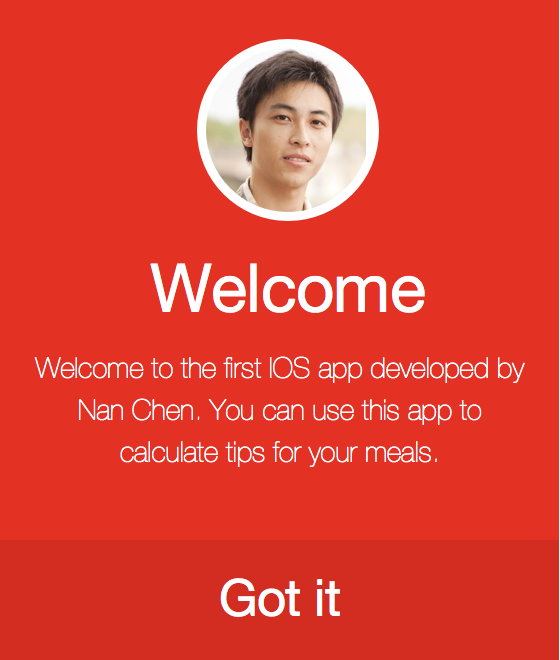 Welcome
Welcome to the first IOS app developed by
Nan Chen. You can use this app to
calculate tips for your meals.
Got it